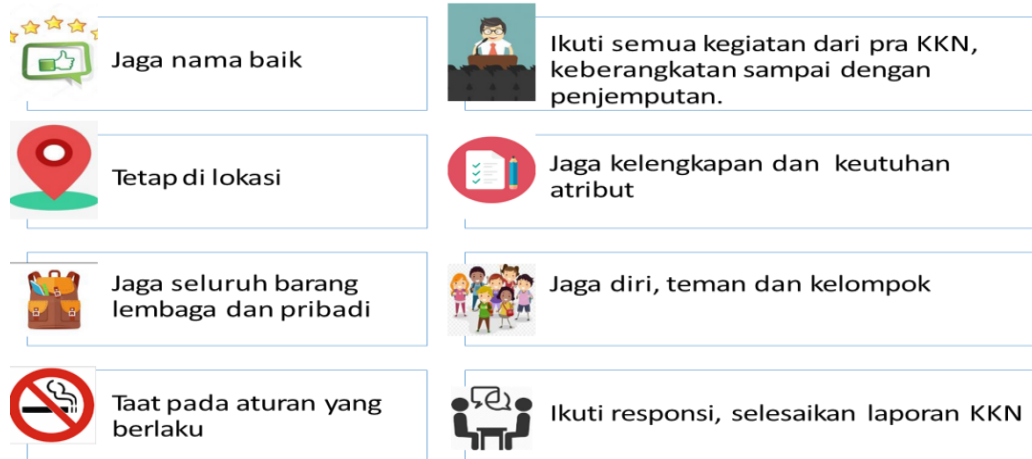 Jaga nama baik
Ikuti semua kegiatan dari pra KKN,
keberangkatan sampai dengan
penjemputan.
Tetap di lokasi
Jaga kelengkapan dan keutuhan
atribut
Jaga seluruh barang
lembaga dan pribadi
Jaga diri, teman dan kelompok
Taat pada aturan yang
berlaku
Ikuti responsi, selesaikan laporan KKN